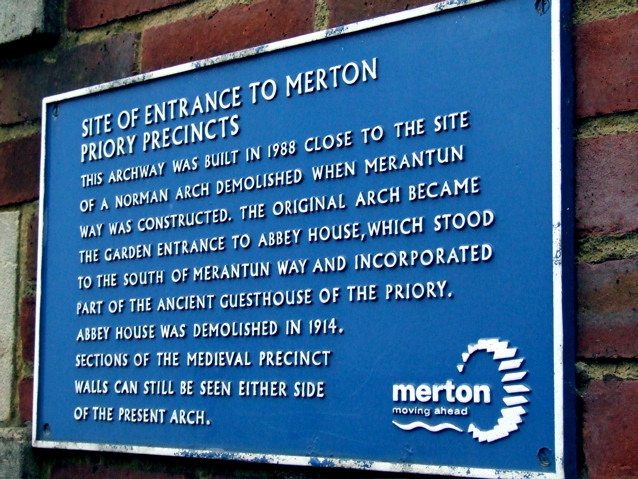 SITE OF ENTRANCE TO MERTON
PRIORY PRECINCTS
THIS ARCHWAY WAS BUILT IN 1988 CLOSE TO THE SITE
OF A NORMAN ARCH DEMOLISHED WHEN MERANTUN
WAY WAS CONSTRUCTED. THE ORIGINAL ARCH BECAME
THE GARDEN ENTRANCE TO ABBEY HOUSE, WHICH STOOD
TO THE SOUTH OF MERANTUN WAY AND INCORPORATED
PART OF THE ANCIENT GUESTHOUSE OF THE PRIORY.
ABBEY HOUSE WAS DEMOLISHED IN 1914.
SECTIONS OF THE MEDIEVAL PRECINCT
WALLS CAN STILL BE SEEN EITHER SIDE
OF THE PRESENT ARCH.
merton
moving ahead